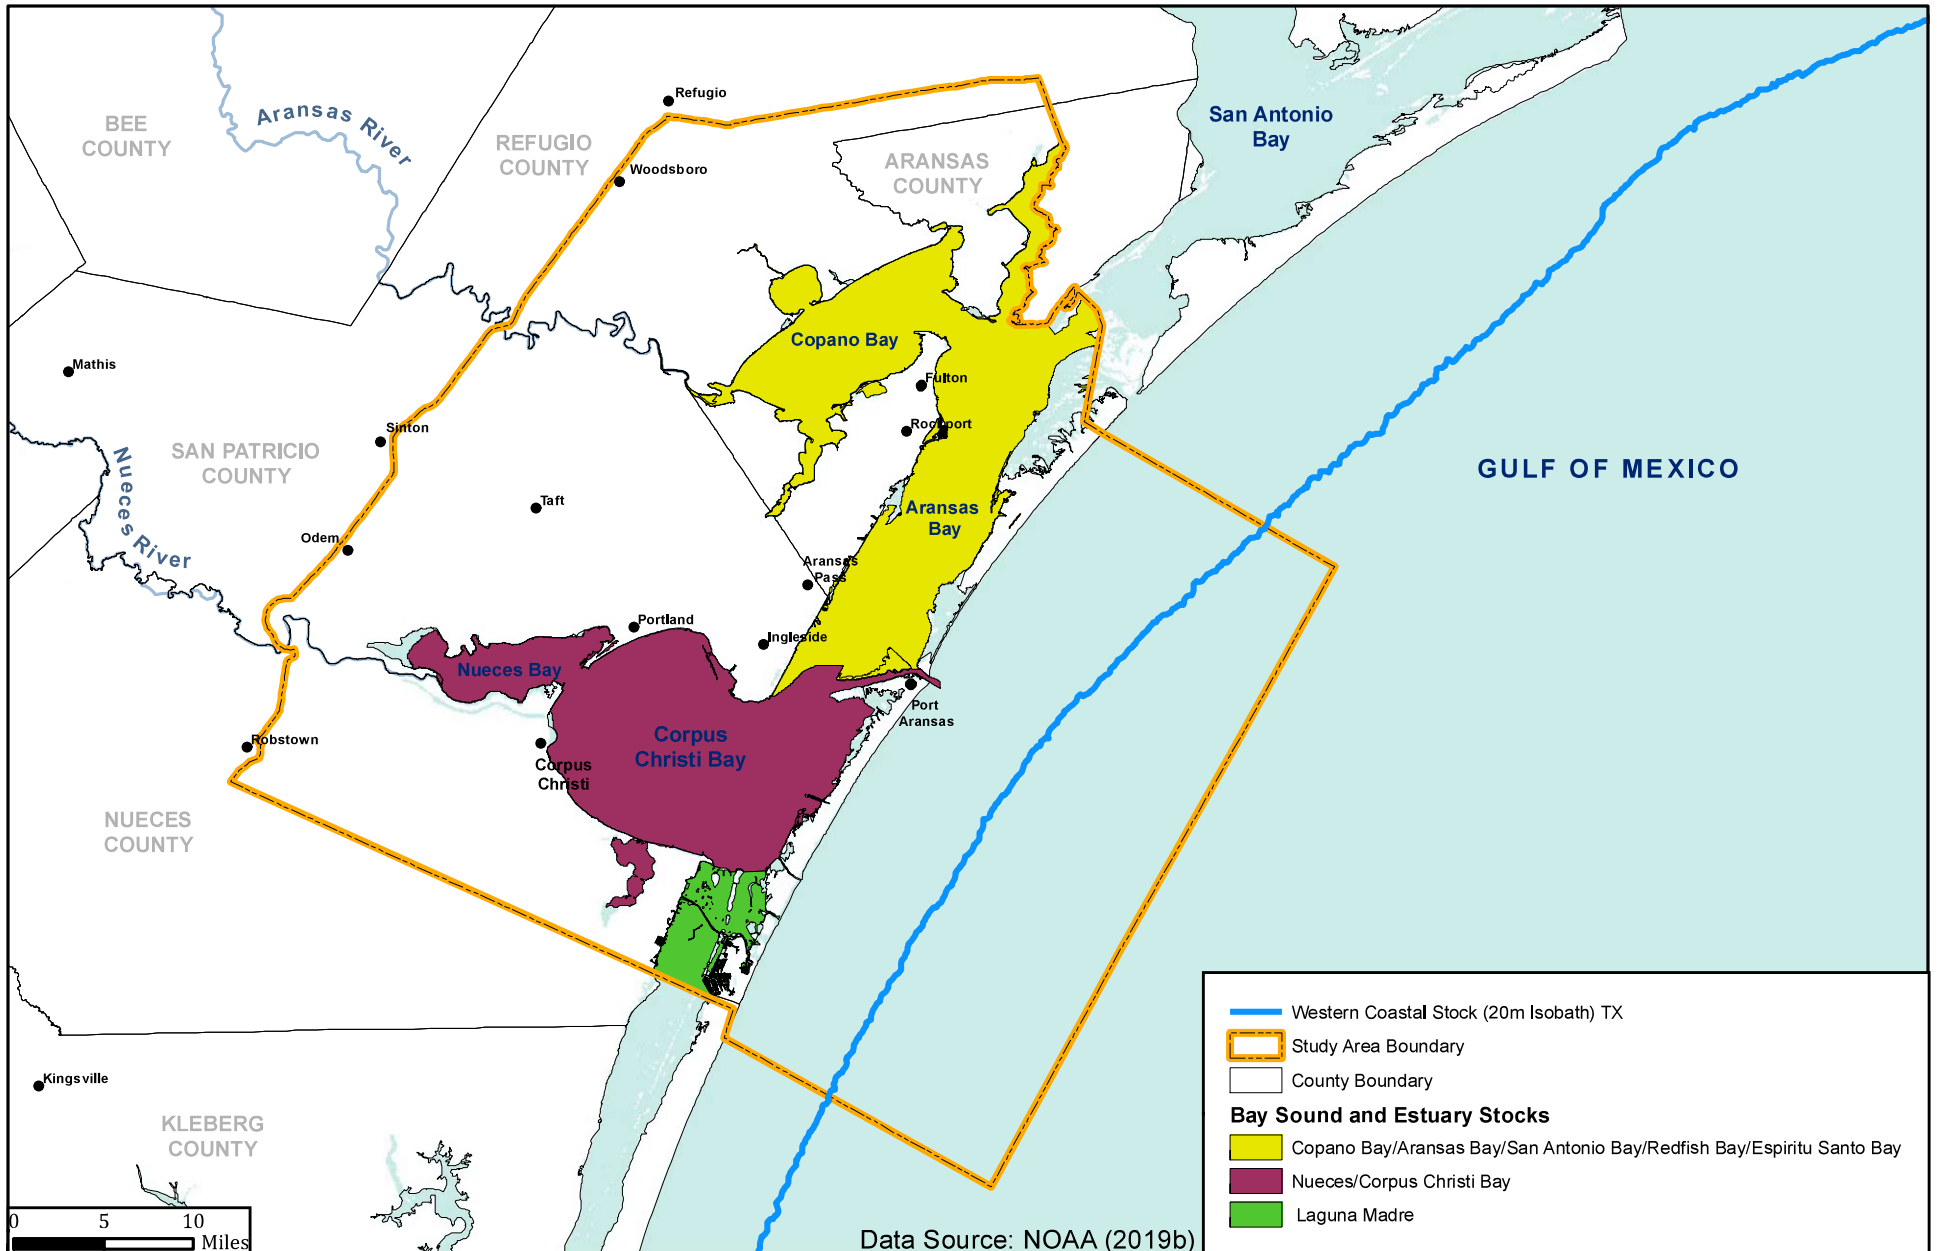 BEE
COUNTY
Aransas River
REFUGIO
COUNTY
Refugio
Woodsboro
ARANSAS
COUNTY
San Antonio
Bay
Mathis
Copano Bay
Fulton
Rockport
Sinton
SAN PATRICIO
COUNTY
Nueces River
Taft
Odem
Aransas
Bay
GULF OF MEXICO
Aransas
Pass
Portland
Ingleside
Nueces Bay
Port
Aransas
Robstown
Corpus
Christi Bay
Corpus
Christi
NUECES
COUNTY
Kingsville
KLEBERG
COUNTY
Western Coastal Stock (20m Isobath) TX
Study Area Boundary
County Boundary
Bay Sound and Estuary Stocks
Copano Bay/Aransas Bay/San Antonio Bay/Redfish Bay/Espiritu Santo Bay
Nueces/Corpus Christi Bay
Laguna Madre
0 5 10
Miles
Data Source: NOAA (2019b)